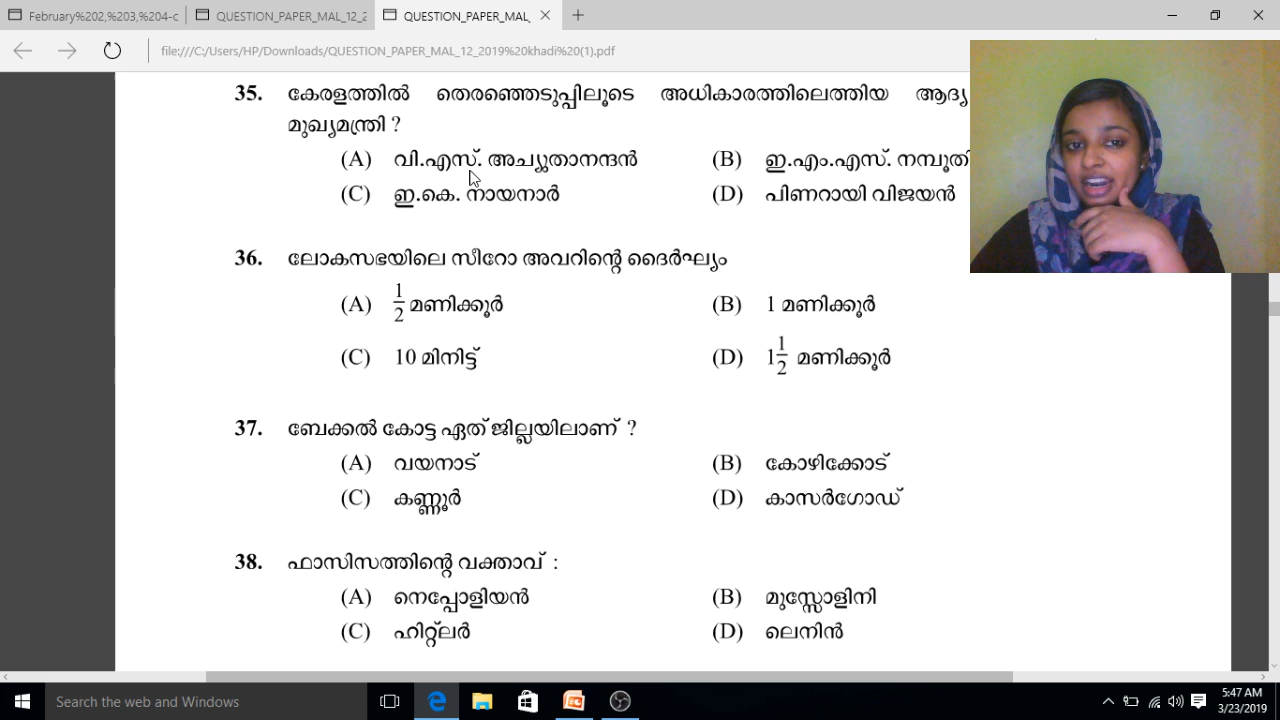 February%202,%203,%204-c QUESTION_PAPER_MAL_12_2 QUESTION_PAPER_MAL_
file:///C:/Users/HP/Downloads/QUESTION_PAPER_MAL_12_2019%20khadi%20(1).pdf
35. കേരളത്തിൽ തെരഞ്ഞെടുപ്പിലൂടെ അധികാരത്തിലെത്തിയ ആദ്യ
മുഖ്യമന്ത്രി ?
(A) വി.എസ്. അച്യുതാനന്ദൻ (B) ഇ.എം.എസ്. നമ്പൂതി
(C) ഇ.കെ. നായനാർ (D) പിണറായി വിജയൻ
36. ലോകസഭയിലെ സീറോ അവറിന്റെ ദൈർഘ്യം
(A) 1/2 മണിക്കൂർ (B) 1 മണിക്കൂർ
(C) 10 മിനിട്ട് (D) 1 1/2 മണിക്കൂർ
37. ബേക്കൽ കോട്ട ഏത് ജില്ലയിലാണ് ?
(A) വയനാട് (B) കോഴിക്കോട്
(C) കണ്ണൂർ (D) കാസർഗോഡ്
38. ഫാസിസത്തിന്റെ വക്താവ് :
(A) നെപ്പോളിയൻ (B) മുസ്സോളിനി
(C) ഹിറ്റ്ലർ (D) ലെനിൻ
Search the web and Windows
5:47 AM
3/23/2019